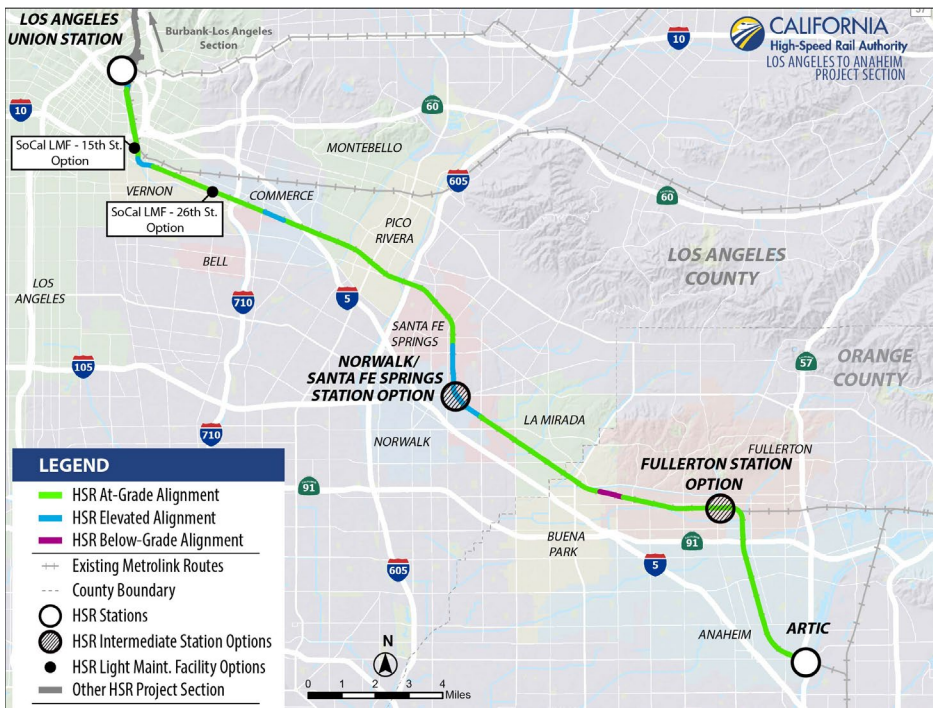 LOS ANGELES
UNION STATION
Burbank-Los Angeles
Section
CALIFORNIA
High-Speed Rail Authority
LOS ANGELES TO ANAHEIM
PROJECT SECTION
57
10
10
60
SoCal LMF - 15th St.
Option
MONTEBELLO
605
VERNON
COMMERCE
60
SoCal LMF - 26th St.
Option
PICO
RIVERA
LOS ANGELES
COUNTY
BELL
LOS
ANGELES
710
5
SANTA FE
SPRINGS
105
NORWALK/
SANTA FE SPRINGS
STATION OPTION
57
ORANGE
COUNTY
710
NORWALK
LA MIRADA
FULLERTON
FULLERTON STATION
OPTION
91
BUENA
PARK
91
605
5
ANAHEIM
ARTIC
LEGEND
HSR At-Grade Alignment
HSR Elevated Alignment
HSR Below-Grade Alignment
Existing Metrolink Routes
County Boundary
HSR Stations
HSR Intermediate Station Options
HSR Light Maint. Facility Options
Other HSR Project Section
N
0 1 2 3 4
Miles